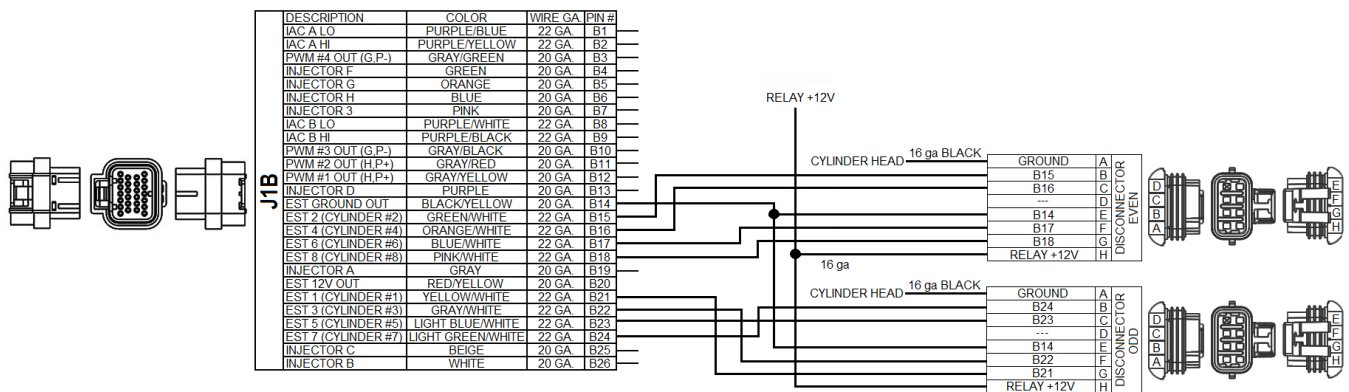 J1B
DESCRIPTION COLOR WIRE GA. PIN #
IAC A LO PURPLE/BLUE 22 GA. B1
IAC A HI PURPLE/YELLOW 22 GA. B2
PWM #4 OUT (G,P-) GRAY/GREEN 20 GA. B3
INJECTOR F GREEN 20 GA. B4
INJECTOR G ORANGE 20 GA. B5
INJECTOR H BLUE 20 GA. B6
INJECTOR 3 PINK 20 GA. B7
IAC B LO PURPLE/WHITE 22 GA. B8
IAC B HI PURPLE/BLACK 22 GA. B9
PWM #3 OUT (G,P-) GRAY/BLACK 20 GA. B10
PWM #2 OUT (H,P+) GRAY/RED 20 GA. B11
PWM #1 OUT (H,P+) GRAY/YELLOW 20 GA. B12
INJECTOR D PURPLE 20 GA. B13
EST GROUND OUT BLACK/YELLOW 20 GA. B14
EST 2 (CYLINDER #2) GREEN/WHITE 22 GA. B15
EST 4 (CYLINDER #4) ORANGE/WHITE 22 GA. B16
EST 6 (CYLINDER #6) BLUE/WHITE 22 GA. B17
EST 8 (CYLINDER #8) PINK/WHITE 22 GA. B18
INJECTOR A GRAY 20 GA. B19
EST 12V OUT RED/YELLOW 20 GA. B20
EST 1 (CYLINDER #1) YELLOW/WHITE 22 GA. B21
EST 3 (CYLINDER #3) GRAY/WHITE 22 GA. B22
EST 5 (CYLINDER #5) LIGHT BLUE/WHITE 22 GA. B23
EST 7 (CYLINDER #7) LIGHT GREEN/WHITE 22 GA. B24
INJECTOR C BEIGE 20 GA. B25
INJECTOR B WHITE 20 GA. B26
RELAY +12V
16 ga
CYLINDER HEAD 16 ga BLACK
GROUND A
B15 B
B16 C
--- D
B14 E
B17 F
B18 G
RELAY +12V H
DISCONNECTOR
EVEN
D
C
B
A
E
F
G
H
CYLINDER HEAD 16 ga BLACK
GROUND A
B24 B
B23 C
--- D
B14 E
B22 F
B21 G
RELAY +12V H
DISCONNECTOR
ODD
D
C
B
A
E
F
G
H